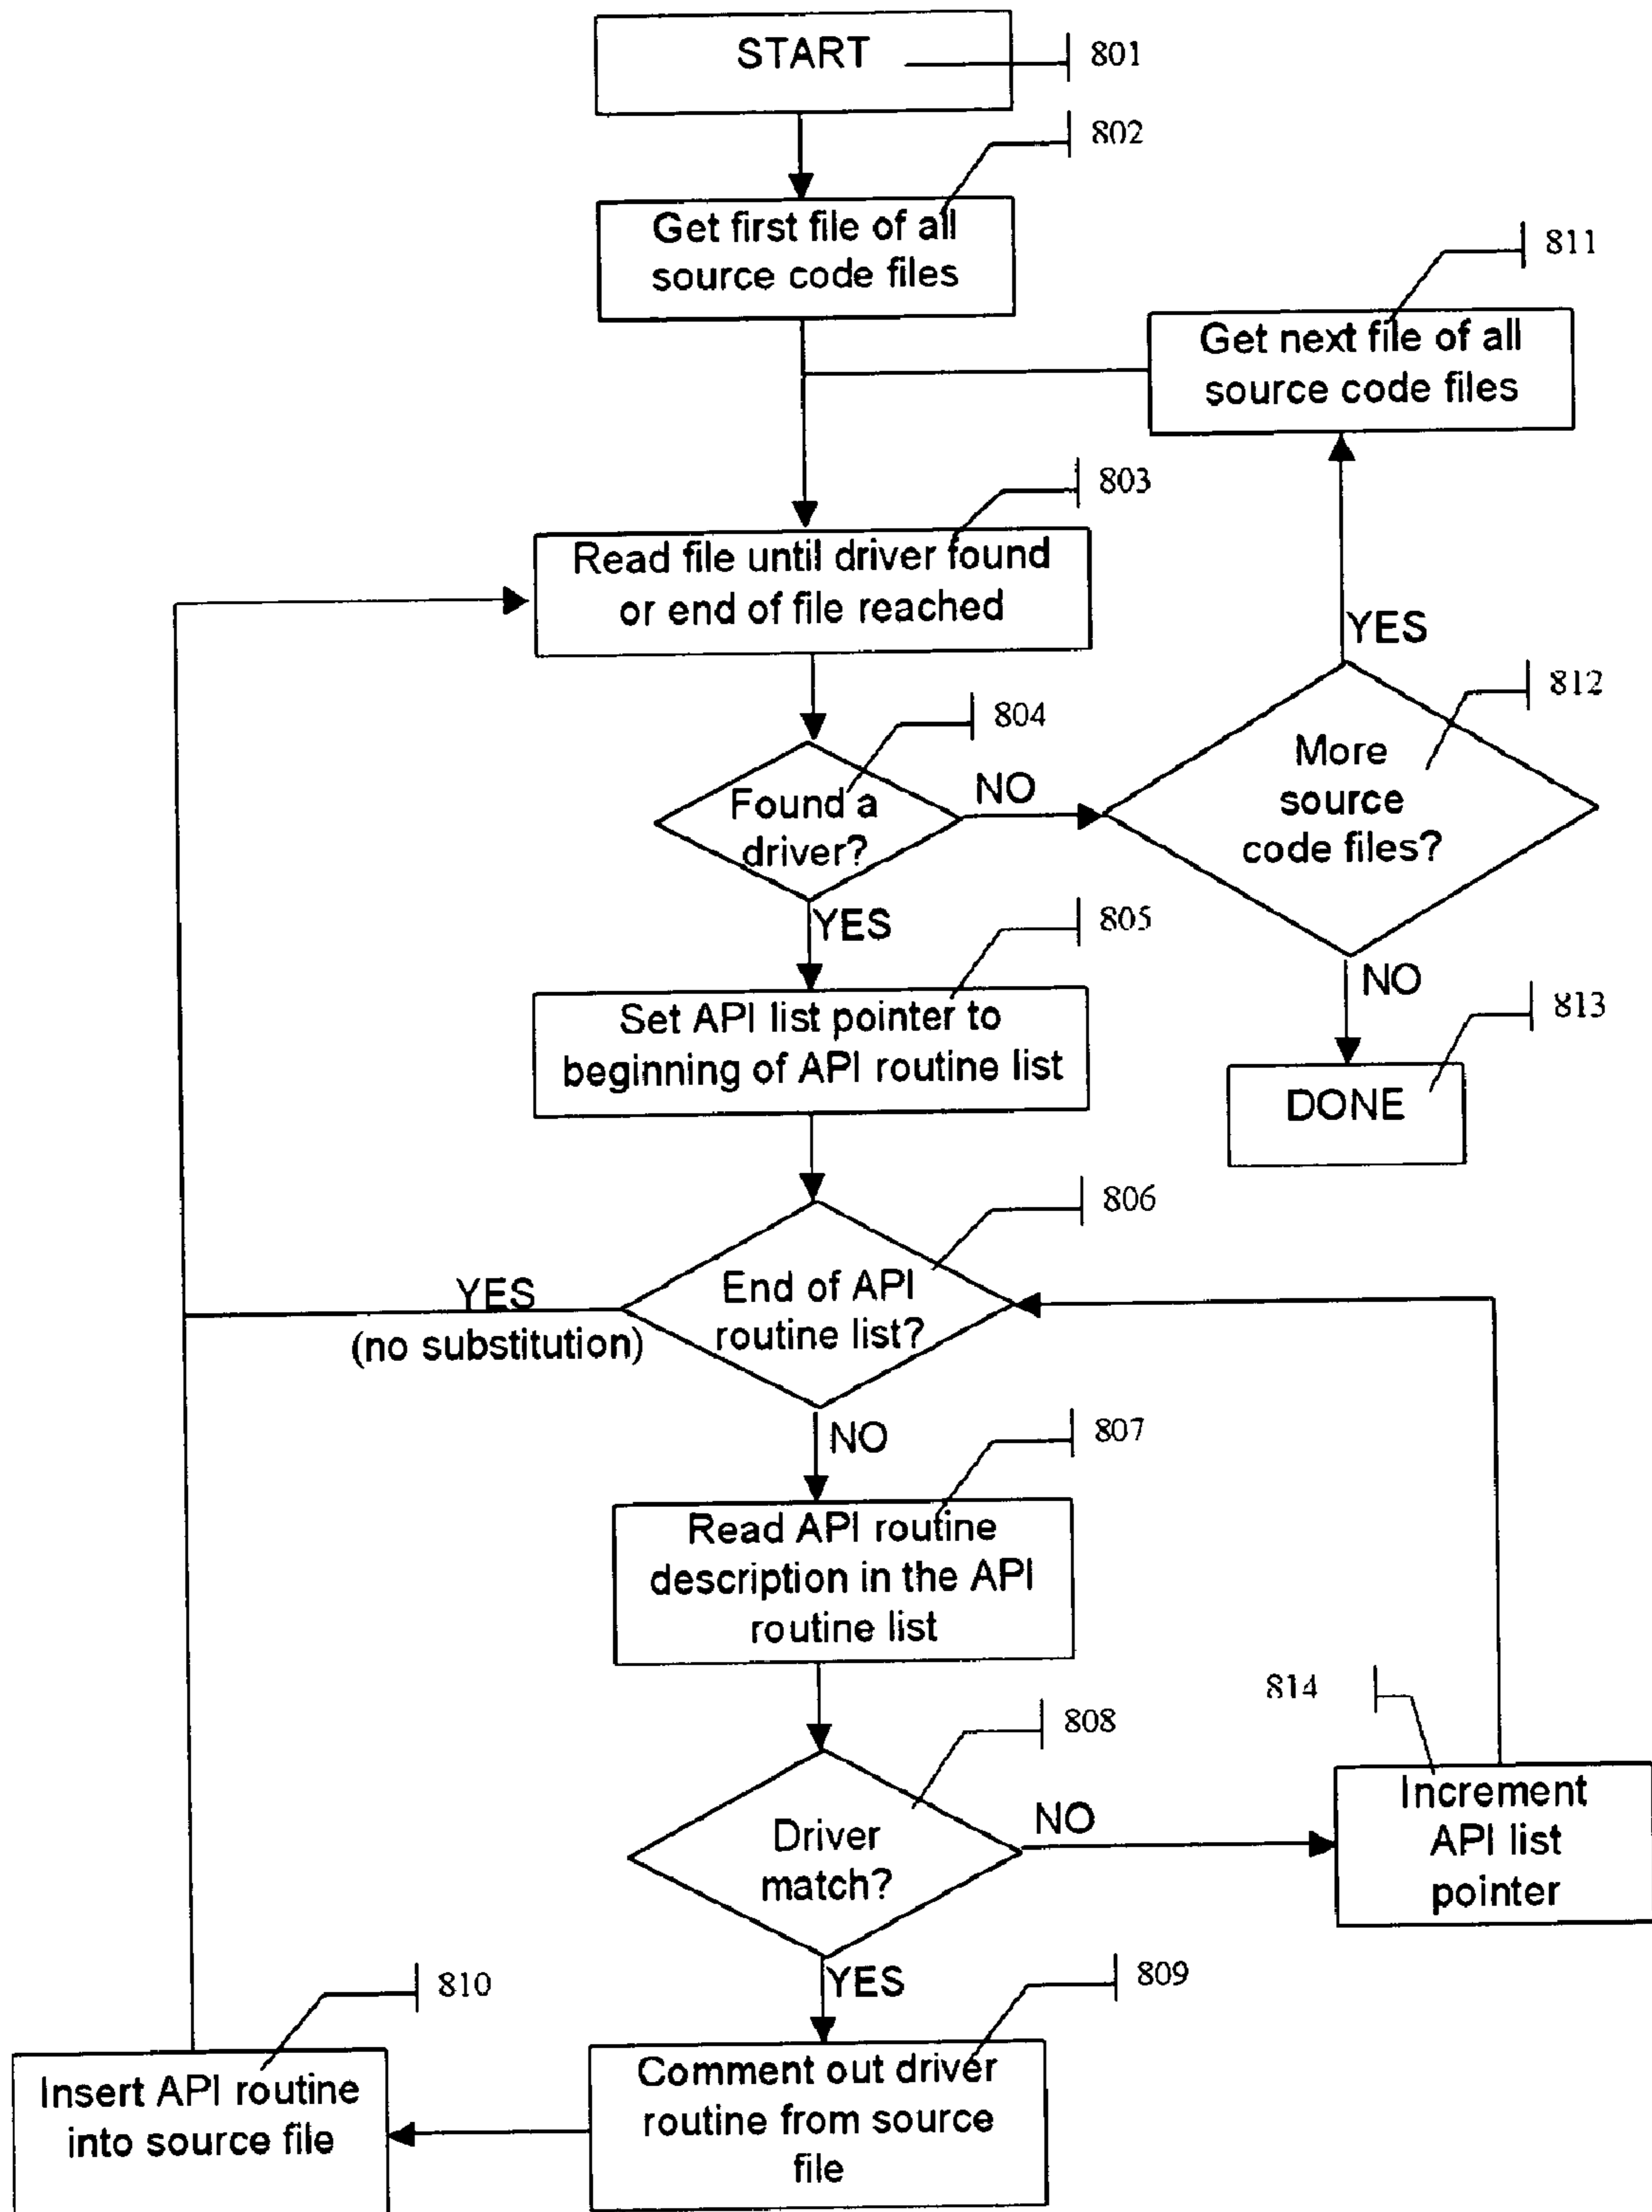 START
801
802
Get first file of all
source code files
811
Get next file of all
source code files
803
Read file until driver found
or end of file reached
YES
804
812
Found a
driver?
NO
More
source
code files?
YES
805
NO
Set API list pointer to
beginning of API routine list
813
DONE
806
End of API
routine list?
YES
(no substitution)
NO
807
Read API routine
description in the API
routine list
814
808
Driver
match?
NO
Increment
API list
pointer
YES
809
810
Comment out driver
routine from source
file
Insert API routine
into source file